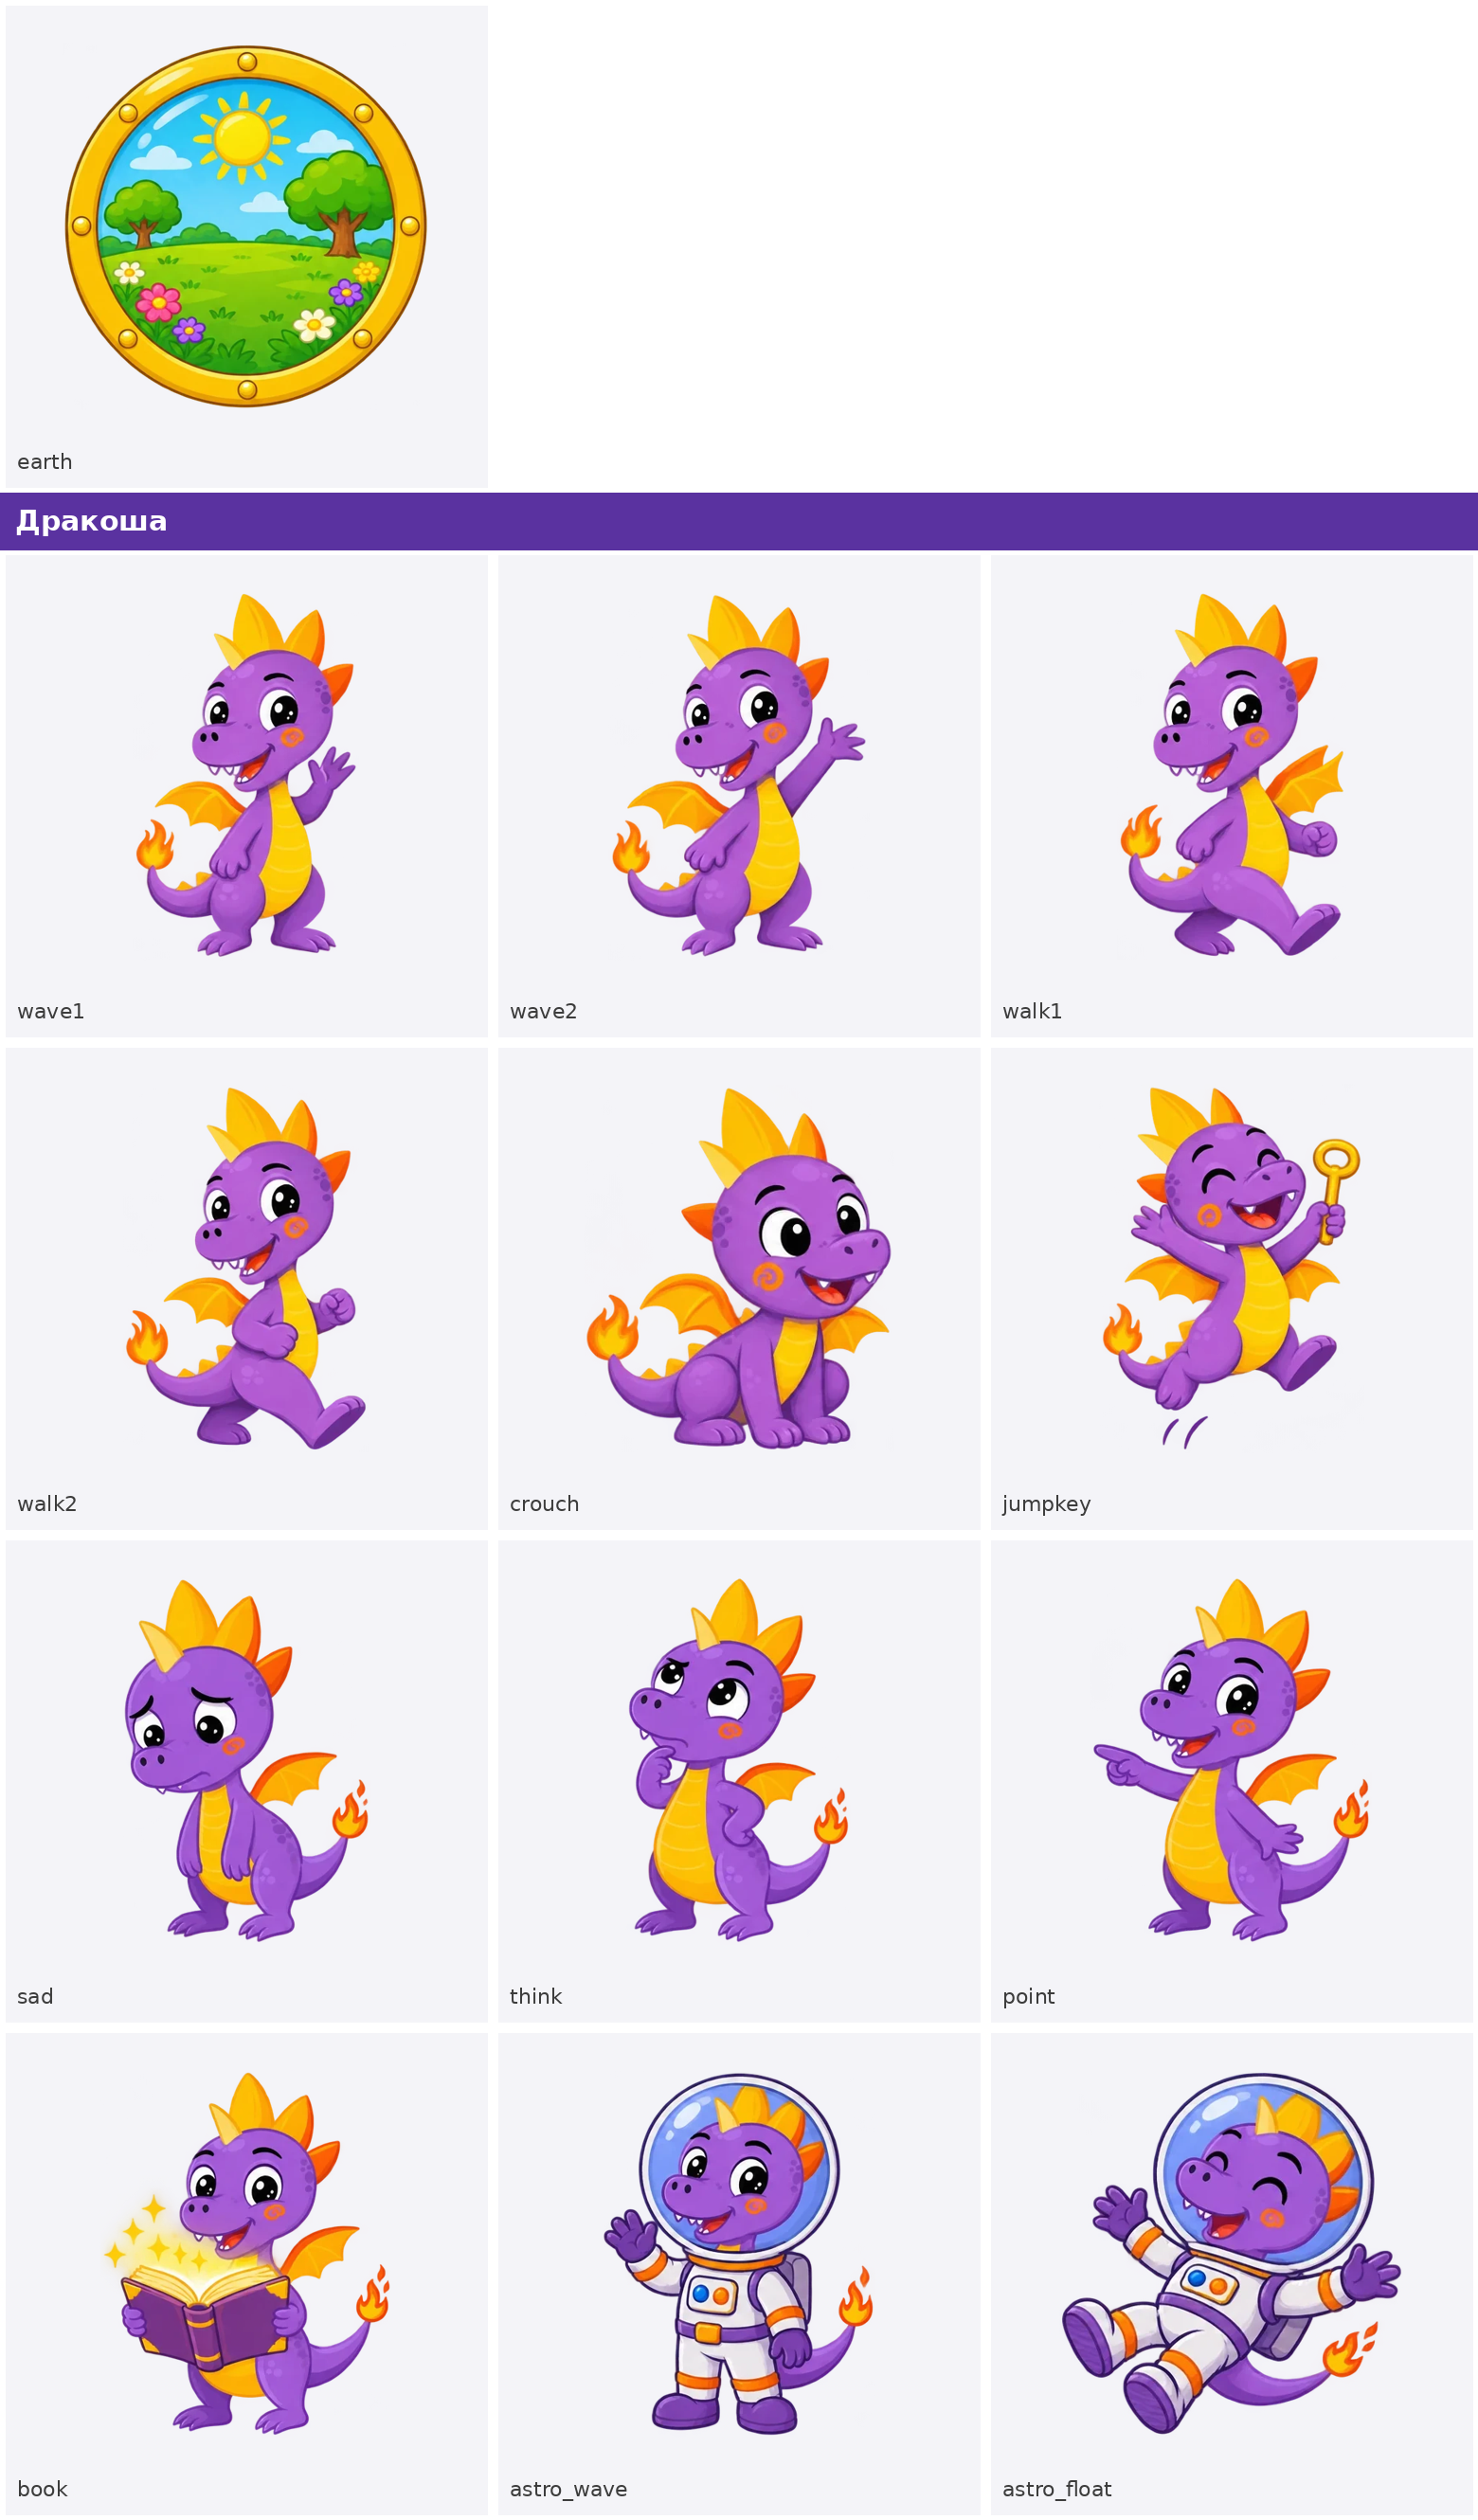 earth
Дракоша
wave1
wave2
walk1
walk2
crouch
jumpkey
sad
think
point
book
astro_wave
astro_float